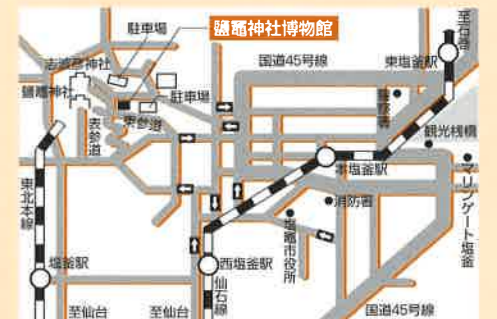 駐車場
鹽竈神社博物館
至石巻
志波彦神社
国道45号線
東塩釜駅
鹽竈神社
駐車場
表参道
東参道
警察署
観光桟橋
本塩釜駅
マリンゲート塩釜
東北本線
消防署
塩竈市役所
塩釜駅
西塩釜駅
仙石線
至仙台
至仙台
国道45号線